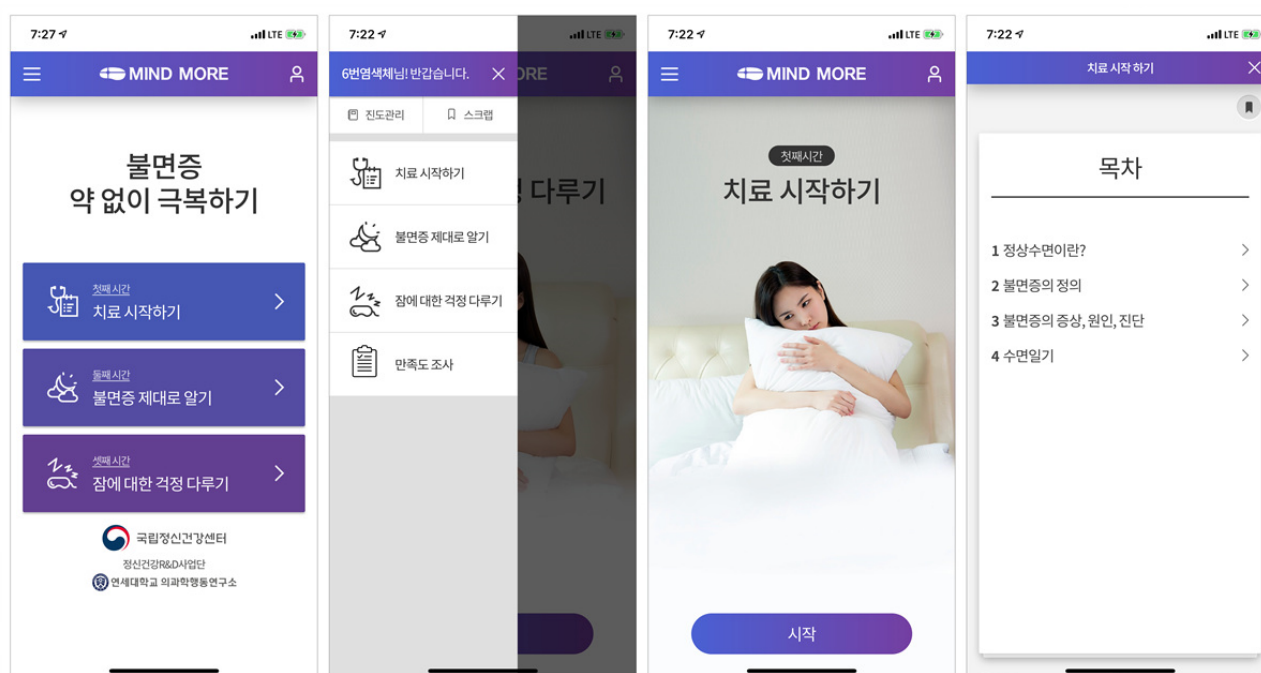 7:27
LTE
MIND MORE
불면증
약 없이 극복하기
첫째시간
치료 시작하기
둘째시간
불면증 제대로 알기
셋째시간
잠에 대한 걱정 다루기
국립정신건강센터
정신건강R&D사업단
연세대학교 의과학행동연구소
7:22
LTE
6번염색체님! 반갑습니다.
ORE
진도관리
스크랩
치료 시작하기
불면증 제대로 알기
잠에 대한 걱정 다루기
만족도 조사
다루기
7:22
LTE
MIND MORE
첫째시간
치료 시작하기
시작
7:22
LTE
치료 시작 하기
목차
1 정상수면이란?
2 불면증의 정의
3 불면증의 증상, 원인, 진단
4 수면일기